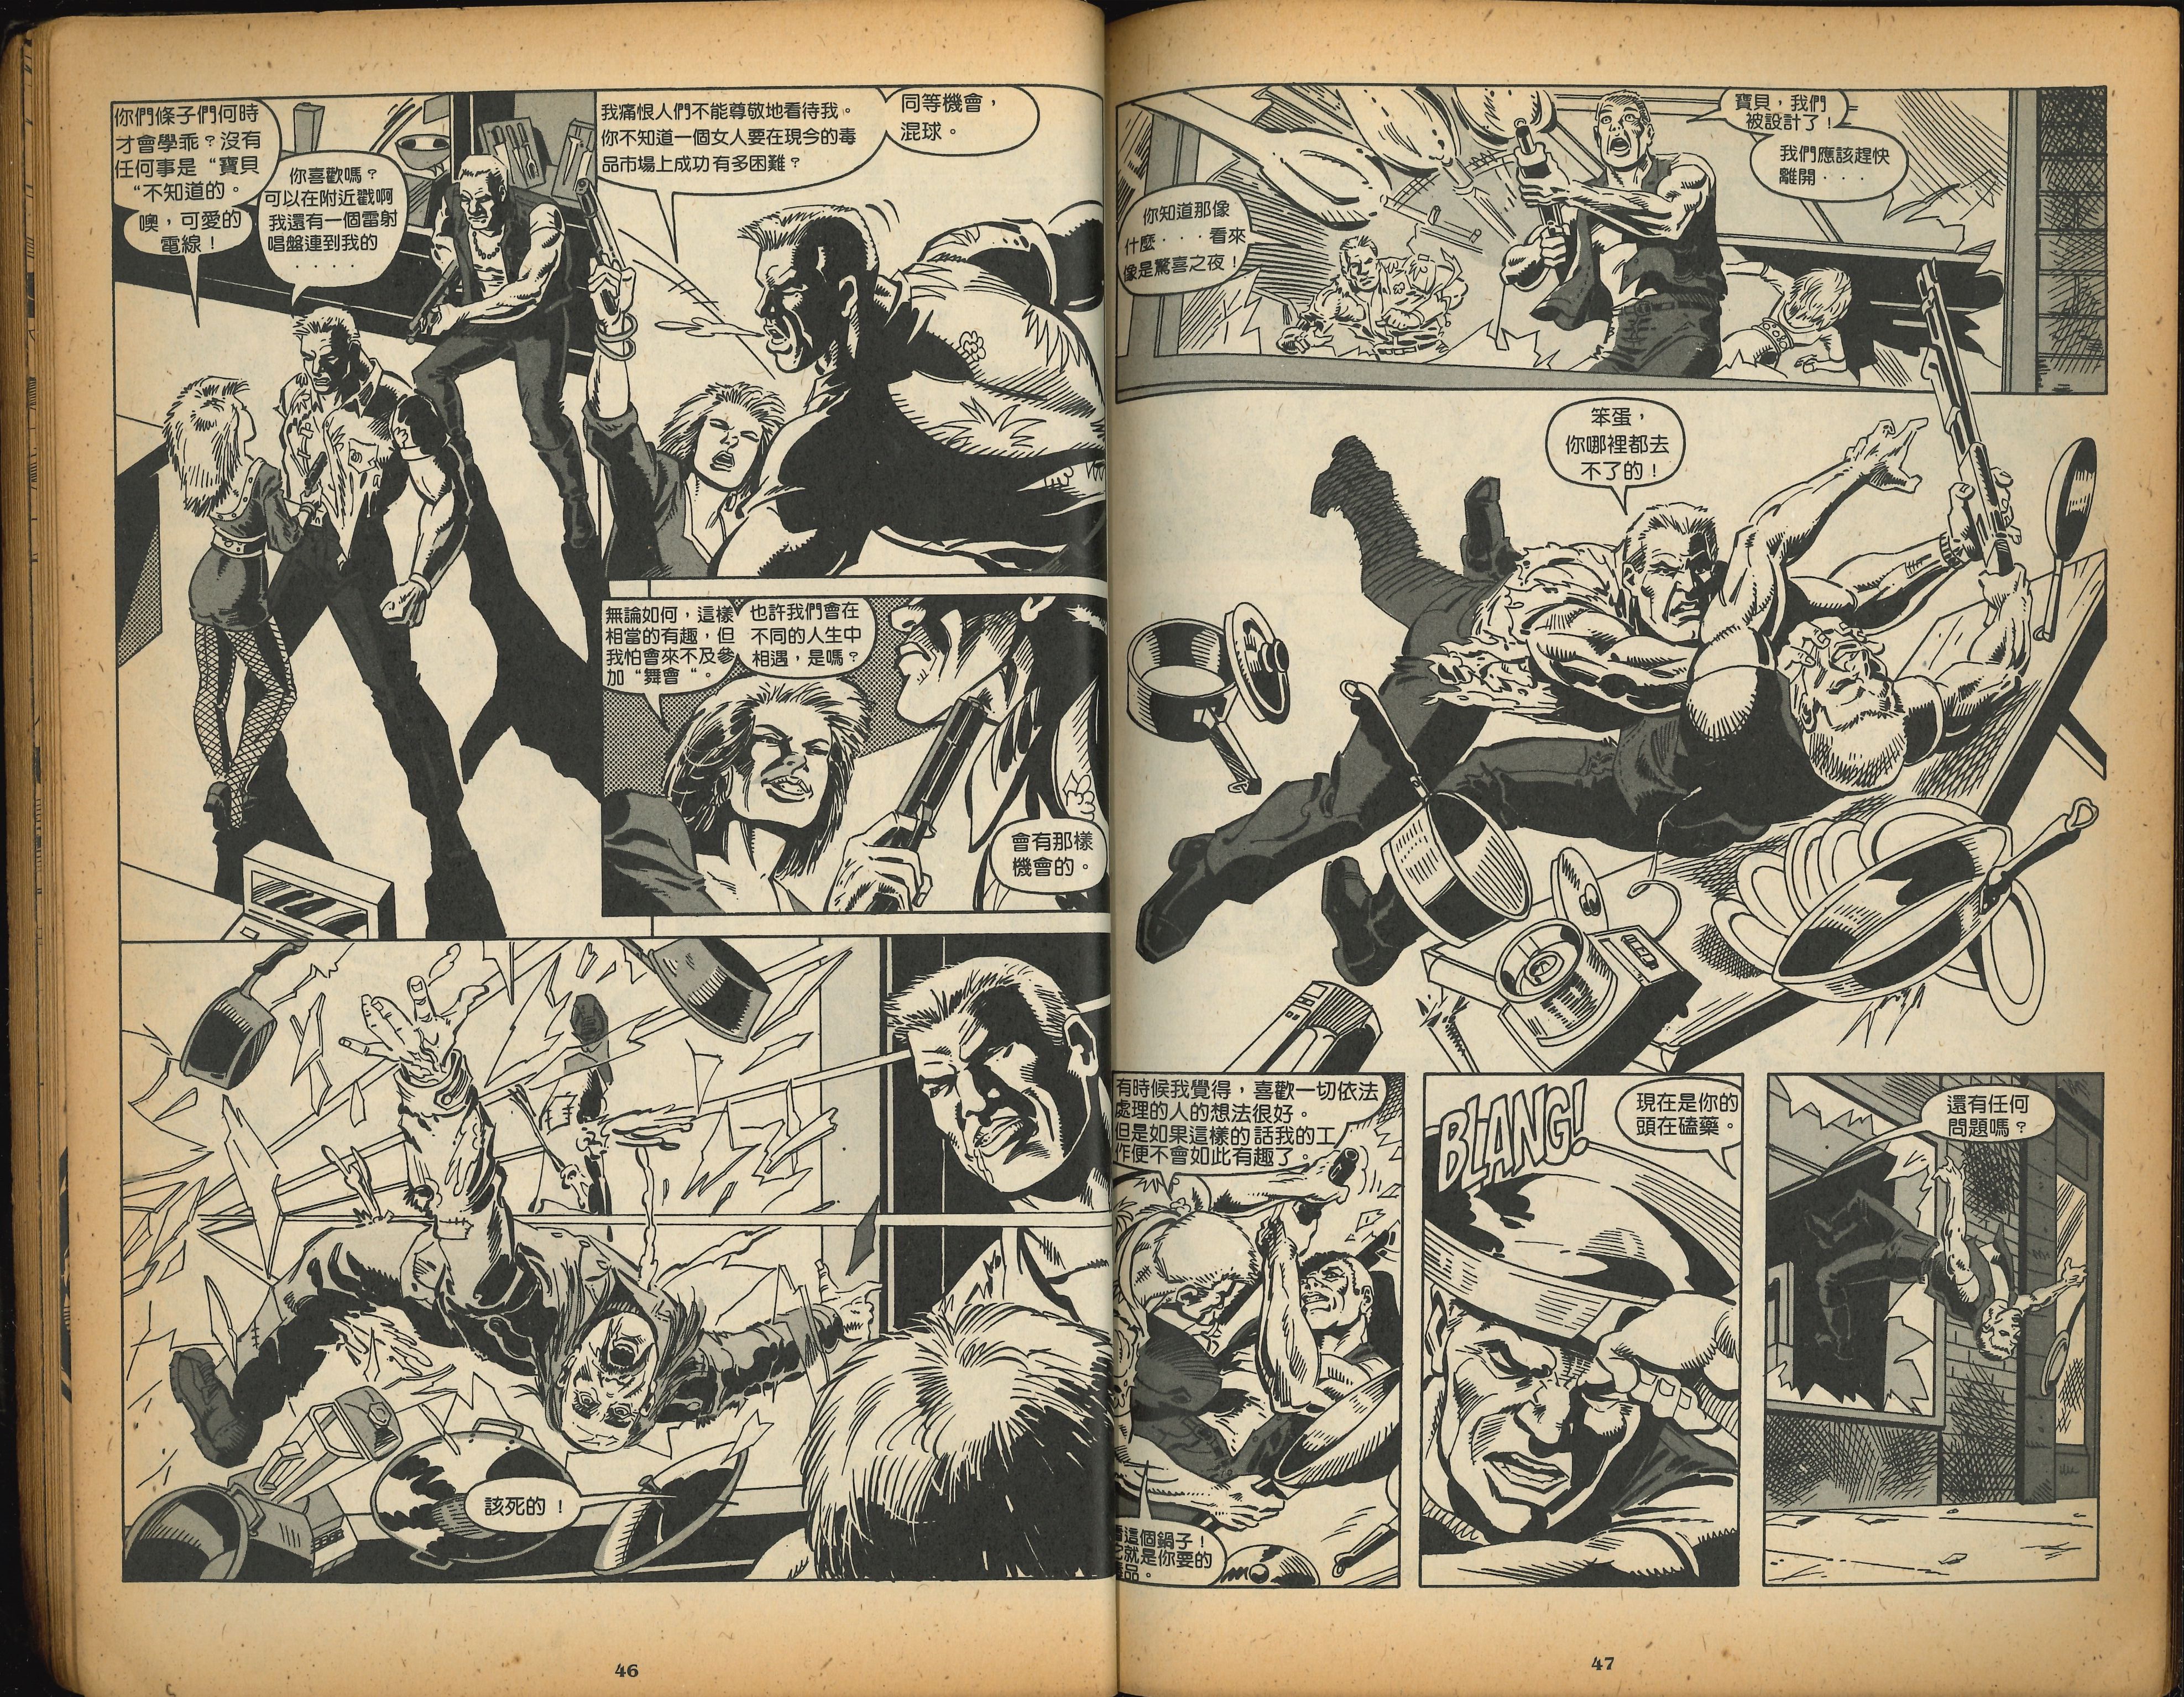 你們條子們何時
才會學乖？沒有
任何事是“寶貝
“不知道的。
噢，可愛的
電線！
你喜歡嗎？
可以在附近戳啊
我還有一個雷射
唱盤連到我的
．．．．
我痛恨人們不能尊敬地看待我。
你不知道一個女人要在現今的毒
品市場上成功有多困難？
同等機會，
混球。
無論如何，這樣
相當的有趣，但
我怕會來不及參
加“舞會“。
也許我們會在
不同的人生中
相遇，是嗎？
會有那樣
機會的。
該死的！
46
寶貝，我們
被設計了！
我們應該趕快
離開．．．
你知道那像
什麼．．．看來
像是驚喜之夜！
笨蛋，
你哪裡都去
不了的！
有時候我覺得，喜歡一切依法
處理的人的想法很好。
但是如果這樣的話我的工
作便不會如此有趣了。
這個鍋子！
就是你要的
品。
BLANG!
現在是你的
頭在磕藥。
還有任何
問題嗎？
47